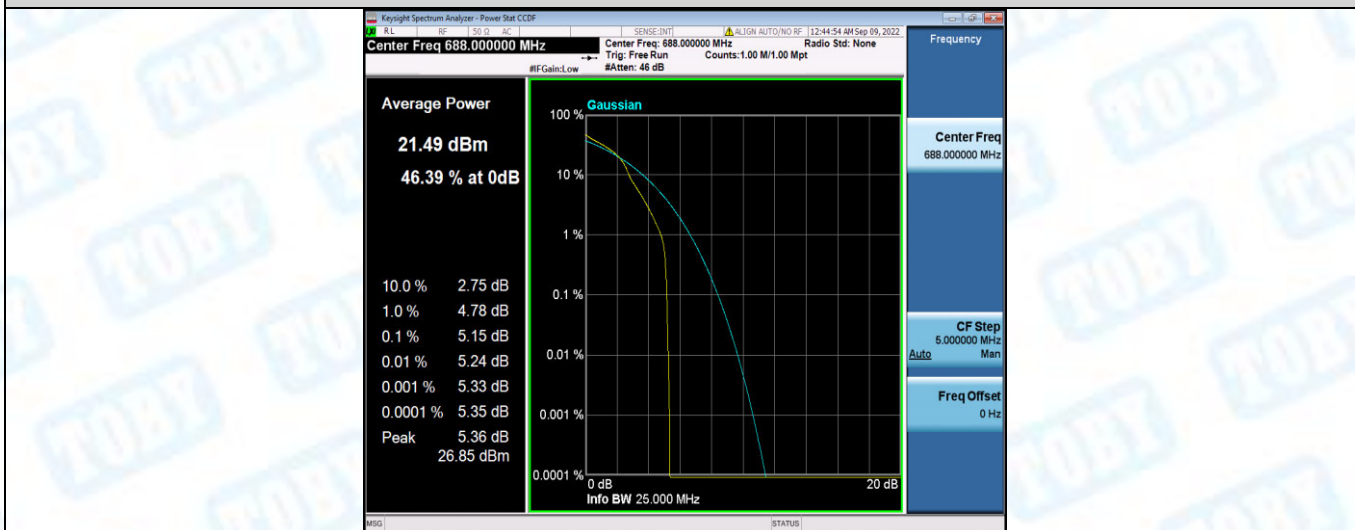 Keysight Spectrum Analyzer - Power Stat CCDF
RL RF 50 Ω AC SENSE:INT ALIGN AUTO/NO RF 12:44:54 AM Sep 09, 2022
Center Freq 688.000000 MHz
Center Freq: 688.000000 MHz Radio Std: None
Trig: Free Run Counts:1.00 M/1.00 Mpt
#IFGain:Low #Atten: 46 dB
Average Power
21.49 dBm
46.39 % at 0dB
10.0 % 2.75 dB
1.0 % 4.78 dB
0.1 % 5.15 dB
0.01 % 5.24 dB
0.001 % 5.33 dB
0.0001 % 5.35 dB
Peak 5.36 dB
26.85 dBm
Gaussian
100 %
10 %
1 %
0.1 %
0.01 %
0.001 %
0.0001 %
0 dB 20 dB
Info BW 25.000 MHz
Frequency
Center Freq
688.000000 MHz
CF Step
5.000000 MHz
Auto Man
Freq Offset
0 Hz
MSG STATUS
TOBY
TOBY
TOBY
TOBY
TOBY
TOBY
TOBY